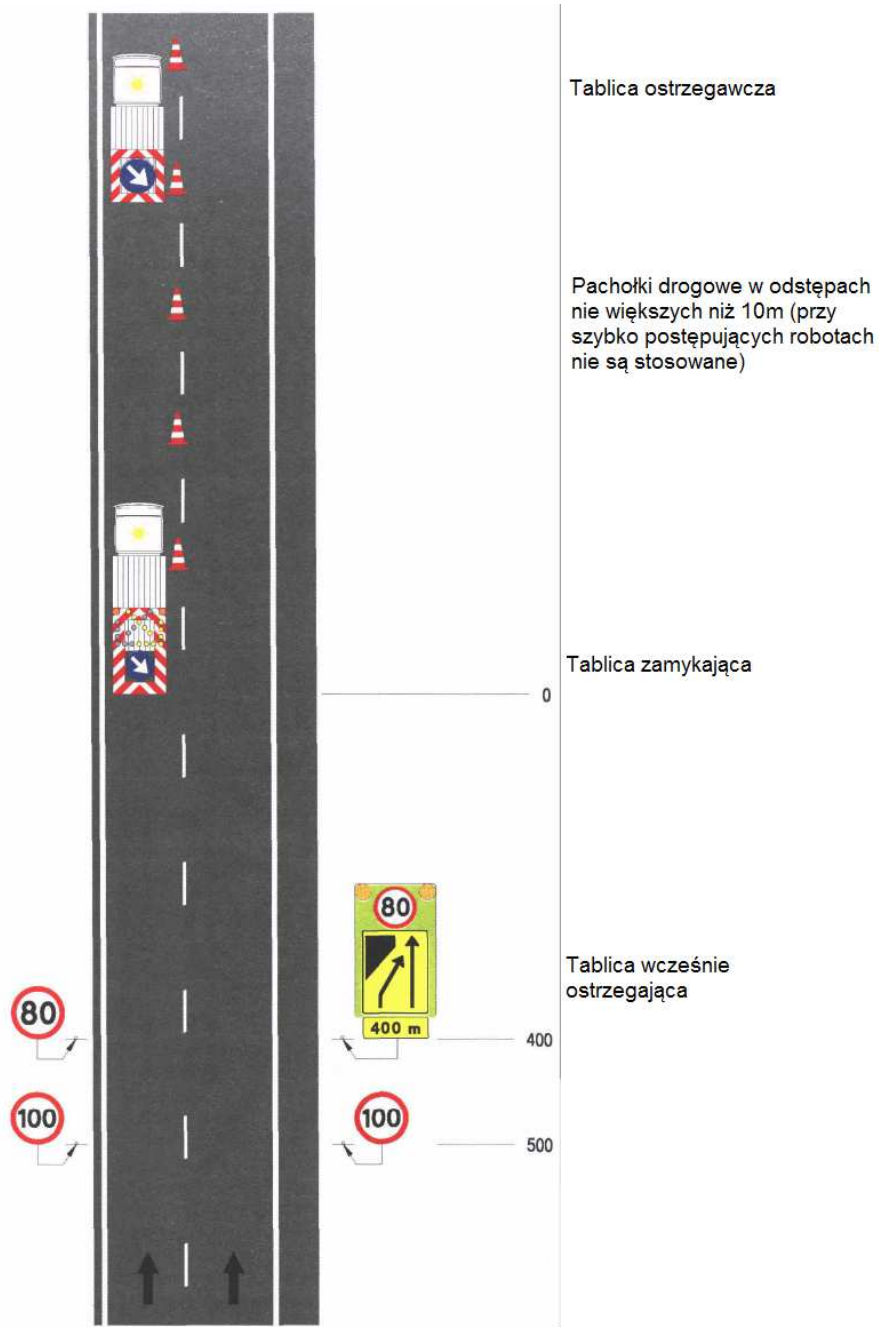 Tablica ostrzegawcza
Pachołki drogowe w odstępach
nie większych niż 10m (przy
szybko postępujących robotach
nie są stosowane)
Tablica zamykająca
0
80
Tablica wcześnie
ostrzegająca
80
400 m
400
100
100
500